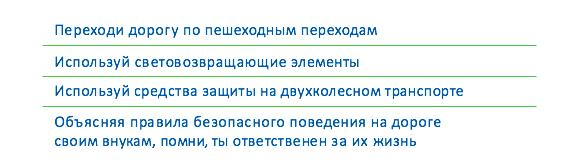 Переходи дорогу по пешеходным переходам
Используй световозвращающие элементы
Используй средства защиты на двухколесном транспорте
Объясняя правила безопасного поведения на дороге
своим внукам, помни, ты ответственен за их жизнь